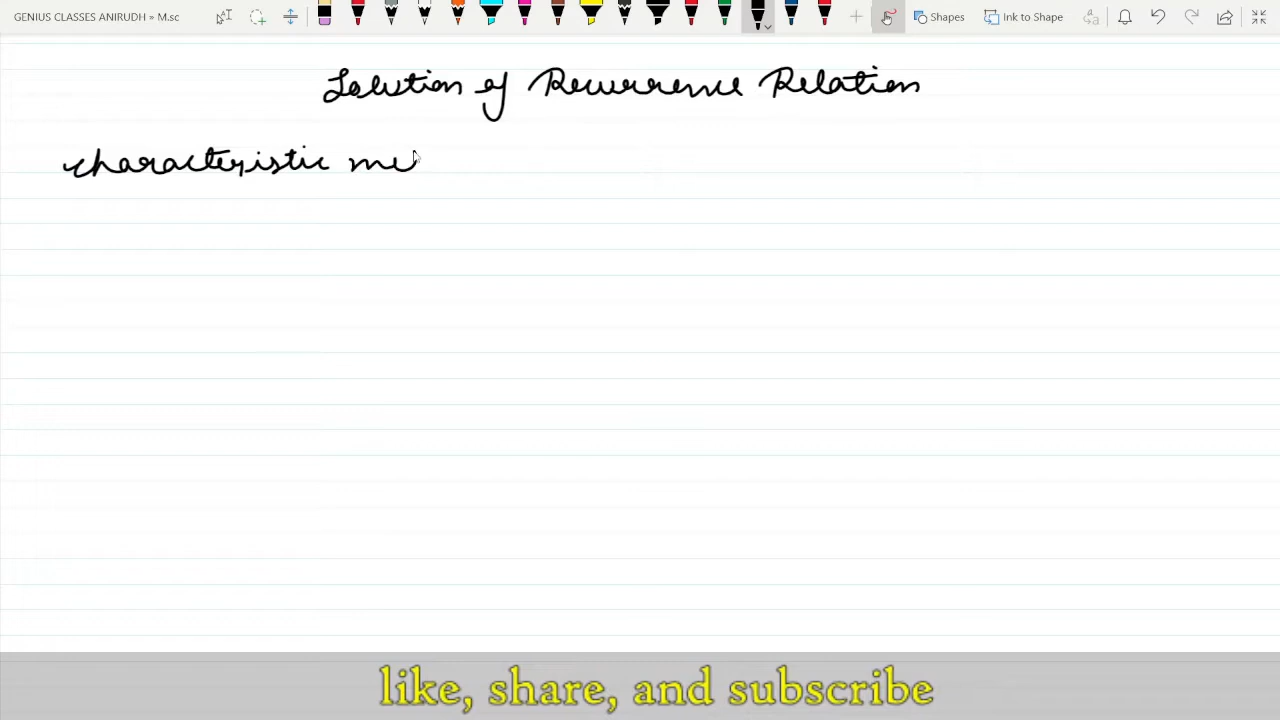 GENIUS CLASSES ANIRUDH » M.sc
Shapes
Ink to Shape
Solution of Recurrence Relation
characteristic me
like, share, and subscribe